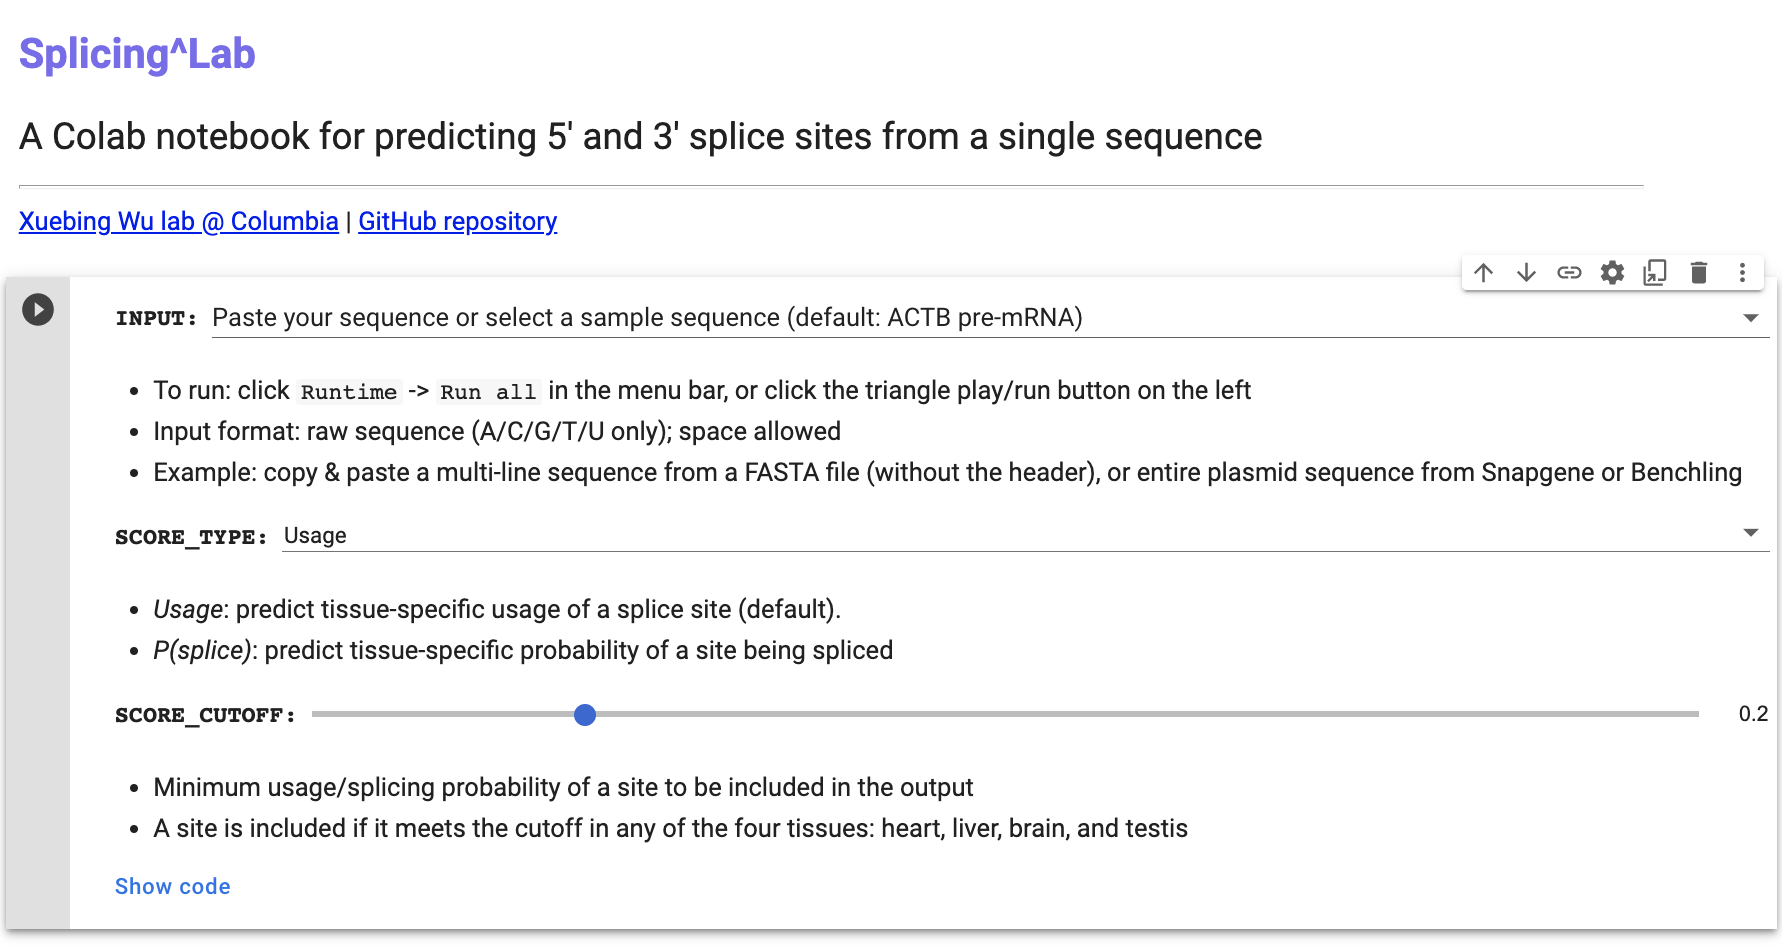 Splicing^Lab
A Colab notebook for predicting 5' and 3' splice sites from a single sequence
Xuebing Wu lab @ Columbia | GitHub repository
INPUT: Paste your sequence or select a sample sequence (default: ACTB pre-mRNA)
• To run: click Runtime -> Run all in the menu bar, or click the triangle play/run button on the left
• Input format: raw sequence (A/C/G/T/U only); space allowed
• Example: copy & paste a multi-line sequence from a FASTA file (without the header), or entire plasmid sequence from Snapgene or Benchling
SCORE_TYPE: Usage
• Usage: predict tissue-specific usage of a splice site (default).
• P(splice): predict tissue-specific probability of a site being spliced
SCORE_CUTOFF: 0.2
• Minimum usage/splicing probability of a site to be included in the output
• A site is included if it meets the cutoff in any of the four tissues: heart, liver, brain, and testis
Show code